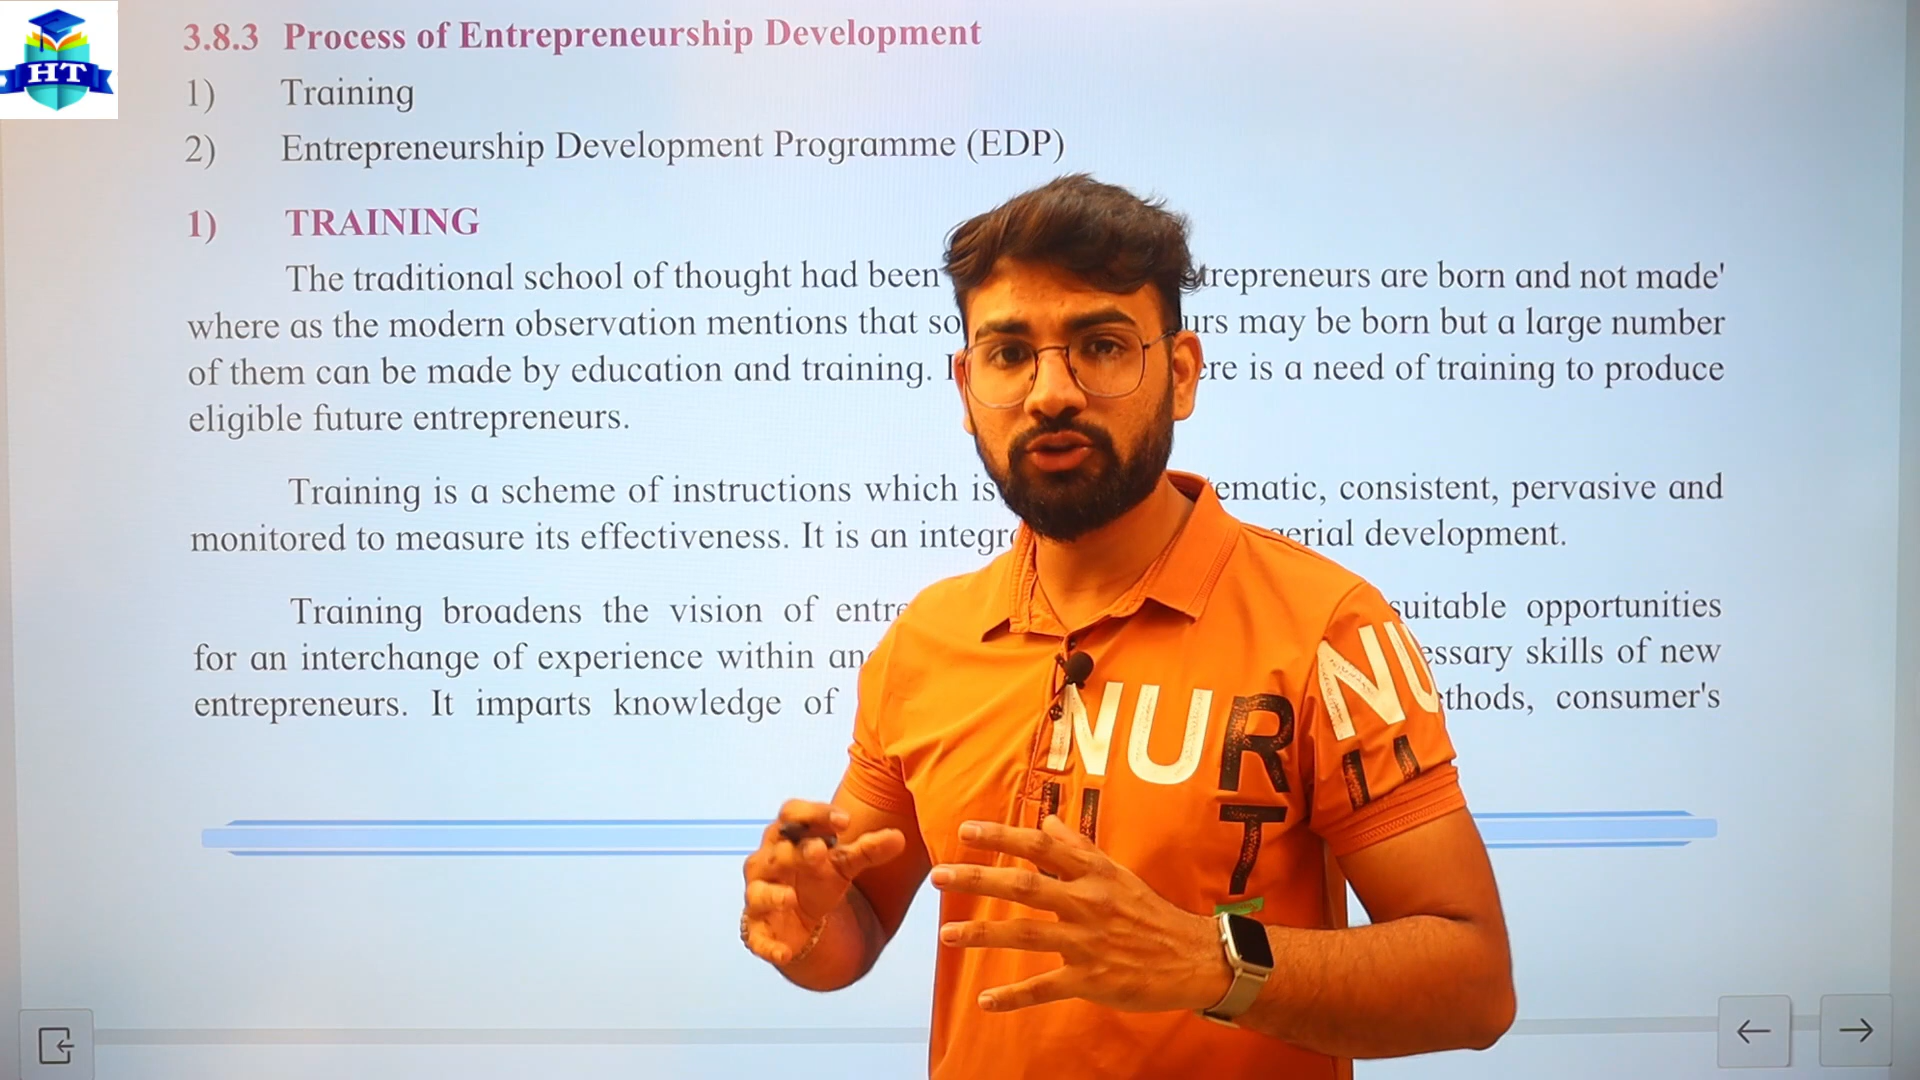 HT
3.8.3 Process of Entrepreneurship Development
1) Training
2) Entrepreneurship Development Programme (EDP)
1) TRAINING
The traditional school of thought had been trepreneurs are born and not made'
where as the modern observation mentions that so urs may be born but a large number
of them can be made by education and training. I ere is a need of training to produce
eligible future entrepreneurs.
Training is a scheme of instructions which is ematic, consistent, pervasive and
monitored to measure its effectiveness. It is an integr erial development.
Training broadens the vision of entre suitable opportunities
for an interchange of experience within an essary skills of new
entrepreneurs. It imparts knowledge of thods, consumer's
NU
NUR
T